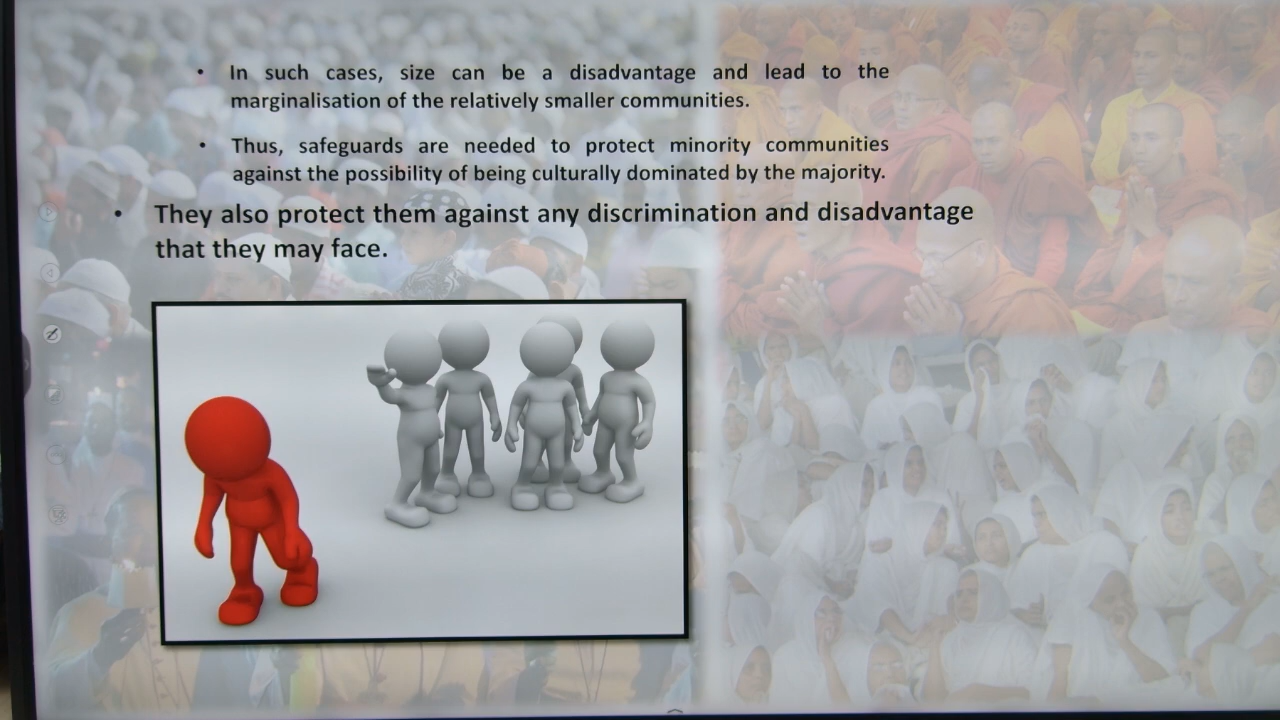 • In such cases, size can be a disadvantage and lead to the
marginalisation of the relatively smaller communities.
• Thus, safeguards are needed to protect minority communities
against the possibility of being culturally dominated by the majority.
• They also protect them against any discrimination and disadvantage
that they may face.